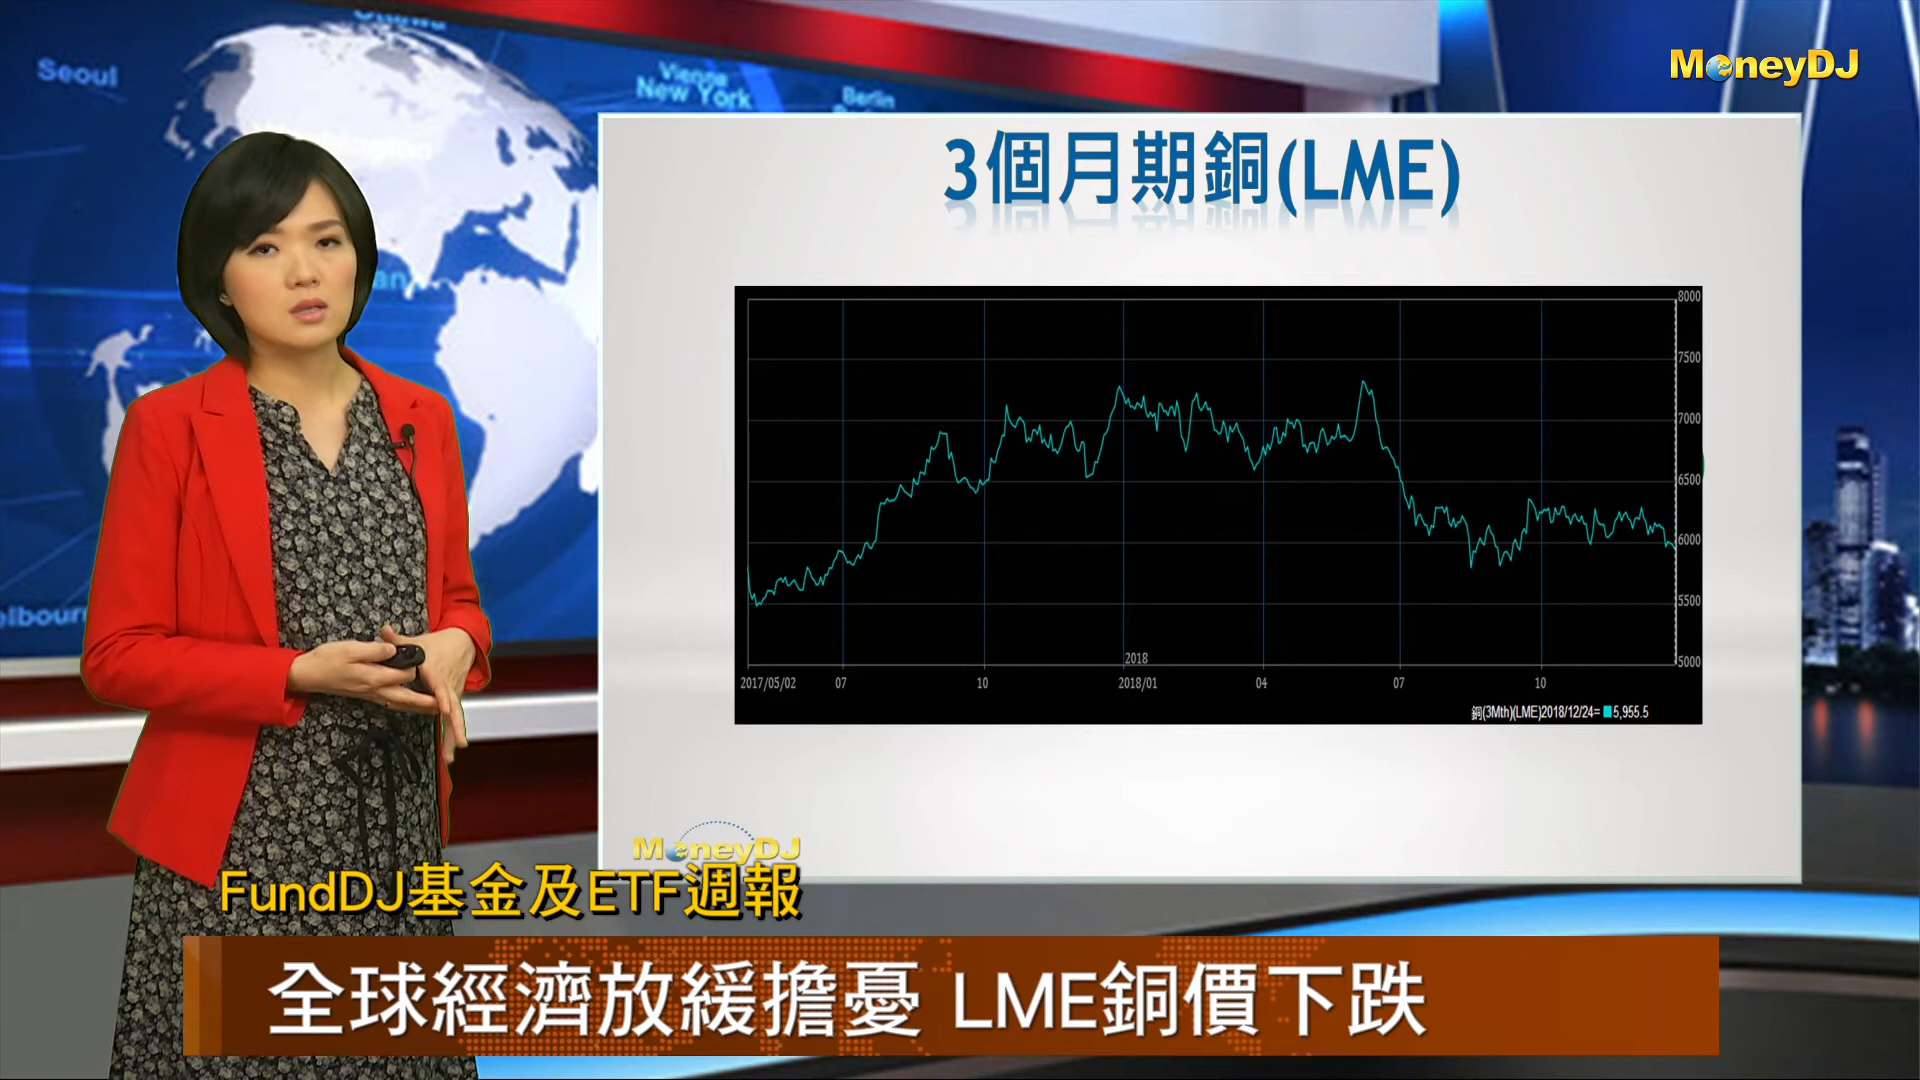 Ottawa
Seoul
Vienna
New York
Berlin
MoneyDJ
3個月期銅(LME)
8000
7500
7000
6500
6000
5500
5000
2018
2017/05/02 07 10 2018/01 04 07 10
銅(3Mth)(LME)2018/12/24= 5,955.5
MoneyDJ
FundDJ基金及ETF週報
全球經濟放緩擔憂 LME銅價下跌